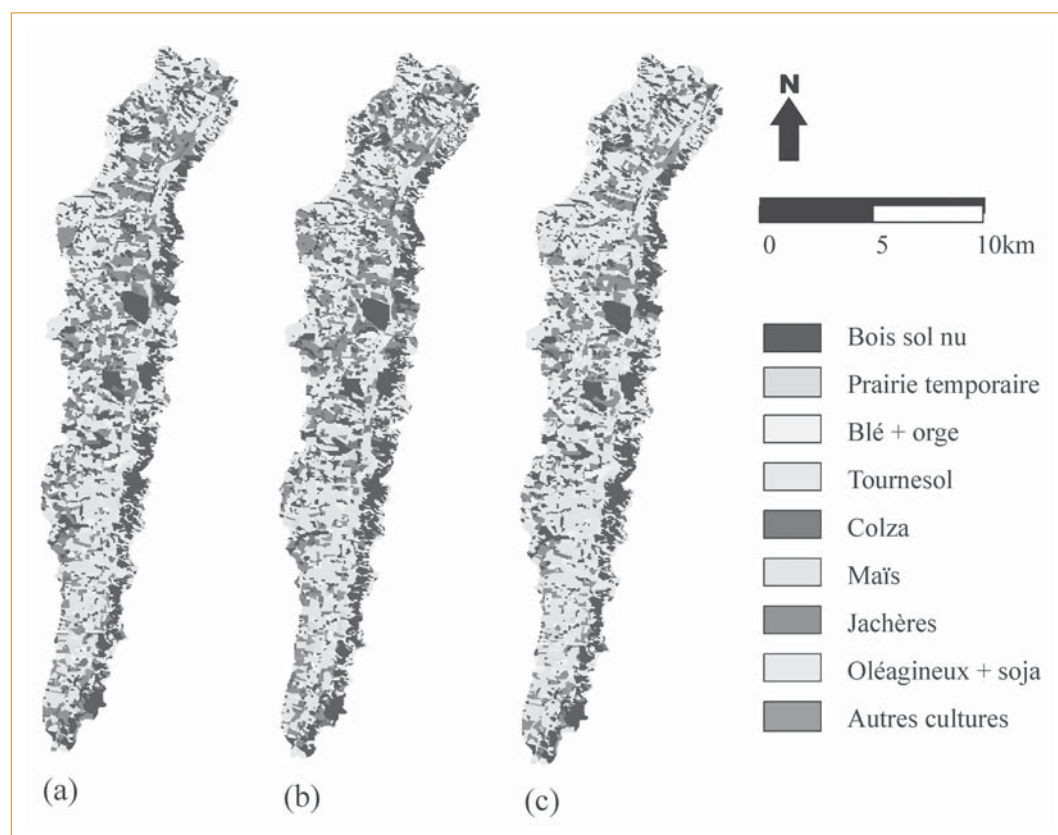 N
0 5 10km
Bois sol nu
Prairie temporaire
Blé + orge
Tournesol
Colza
Maïs
Jachères
Oléagineux + soja
Autres cultures
(a) (b) (c)